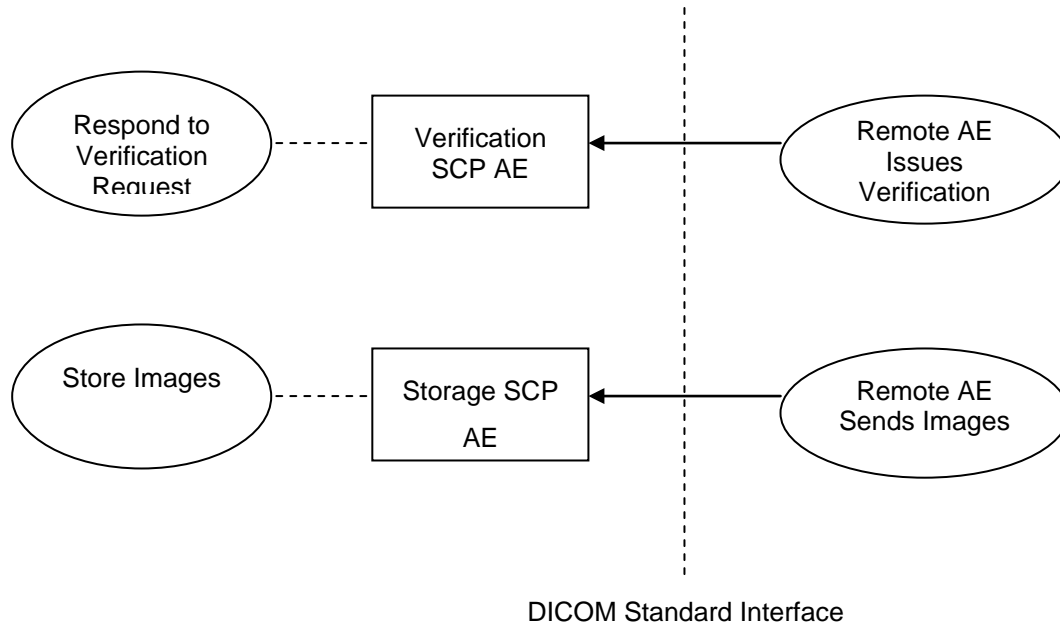 Respond to
Verification
Request
Verification
SCP AE
Remote AE
Issues
Verification
Store Images
Storage SCP
AE
Remote AE
Sends Images
DICOM Standard Interface